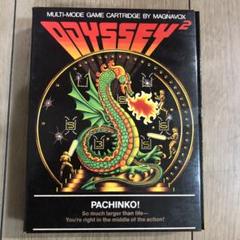 MULTI-MODE GAME CARTRIDGE BY MAGNAVOX
ODYSSEY²
PACHINKO!
So much larger than life—
You're right in the middle of the action!